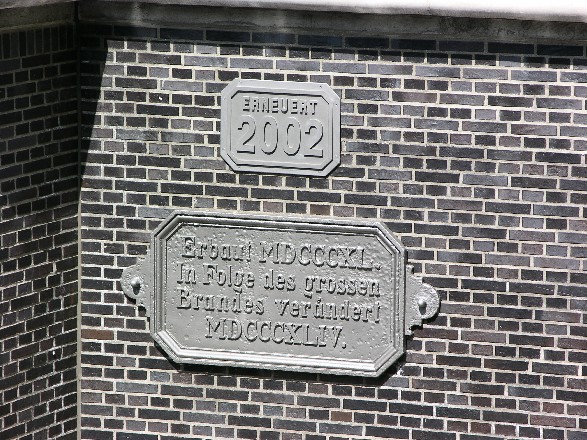 ERNEUERT
2002
Erbaut MDCCCXL.
In Folge des grossen
Brandes verändert
MDCCCXLIV.